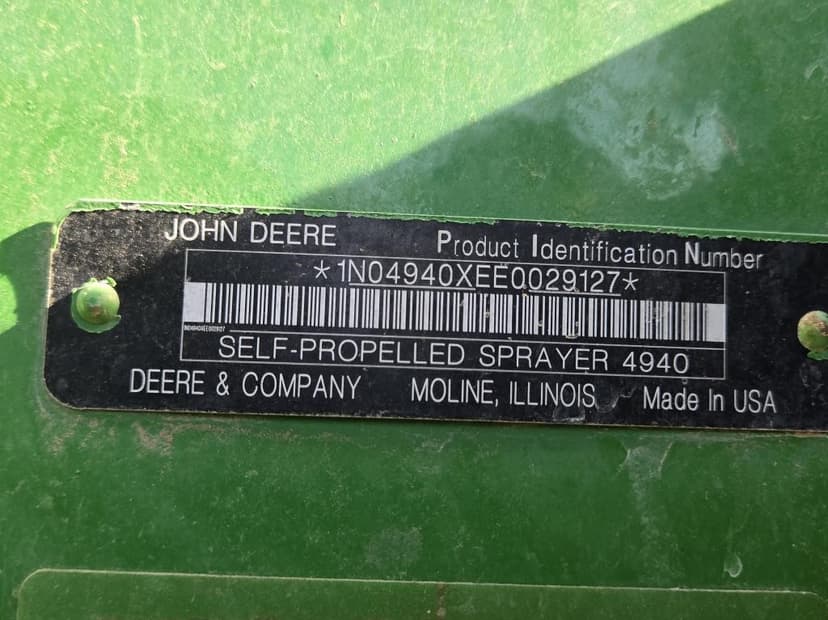 JOHN DEERE Product Identification Number
*1N04940XEE0029127*
SELF-PROPELLED SPRAYER 4940
DEERE & COMPANY MOLINE, ILLINOIS Made In USA